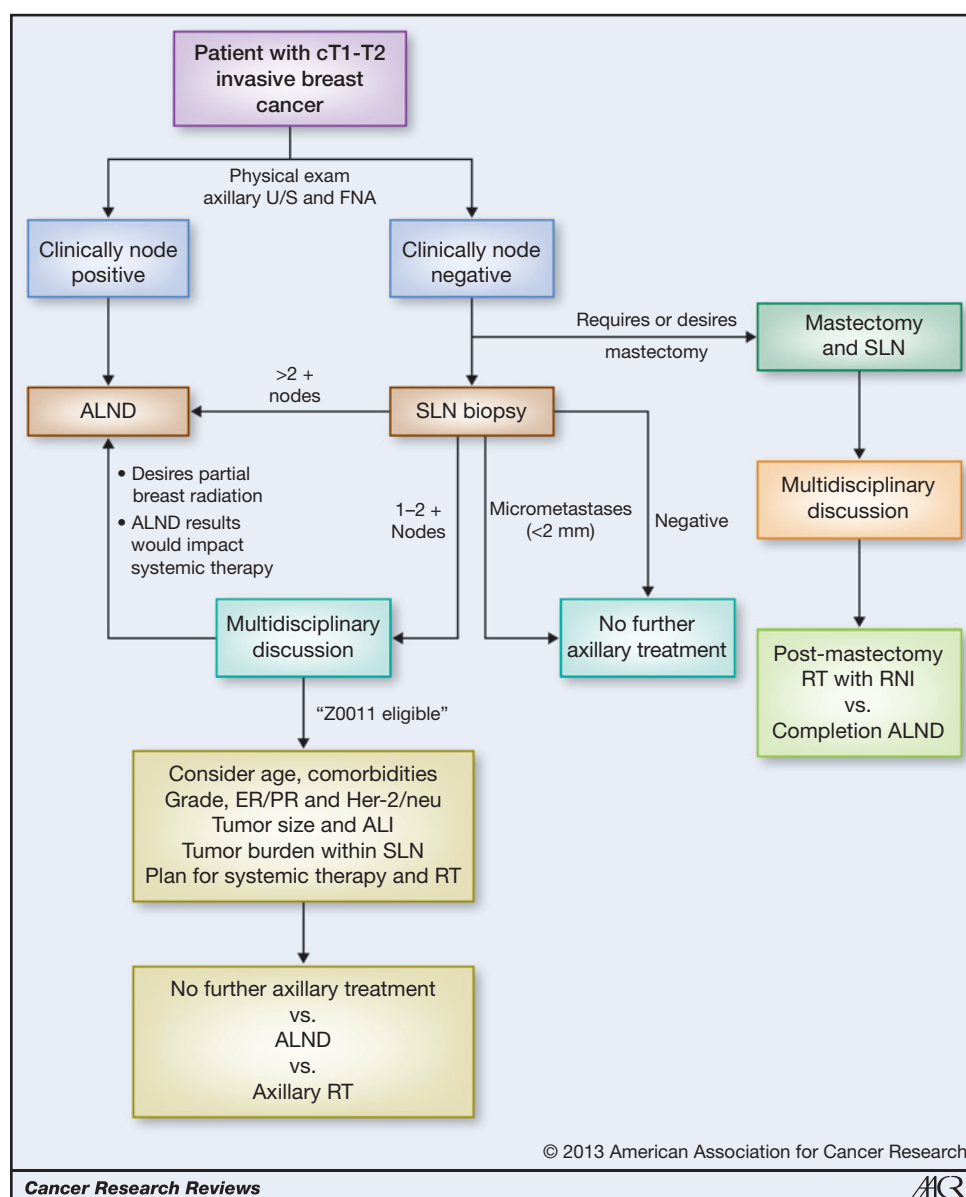 Patient with cT1-T2
invasive breast
cancer
Physical exam
axillary U/S and FNA
Clinically node
positive
Clinically node
negative
Requires or desires
mastectomy
Mastectomy
and SLN
>2 +
nodes
ALND
SLN biopsy
• Desires partial
breast radiation
• ALND results
would impact
systemic therapy
1–2 +
Nodes
Micrometastases
(<2 mm)
Negative
Multidisciplinary
discussion
Multidisciplinary
discussion
No further
axillary treatment
Post-mastectomy
RT with RNI
vs.
Completion ALND
“Z0011 eligible”
Consider age, comorbidities
Grade, ER/PR and Her-2/neu
Tumor size and ALI
Tumor burden within SLN
Plan for systemic therapy and RT
No further axillary treatment
vs.
ALND
vs.
Axillary RT
© 2013 American Association for Cancer Research
Cancer Research Reviews
AACR